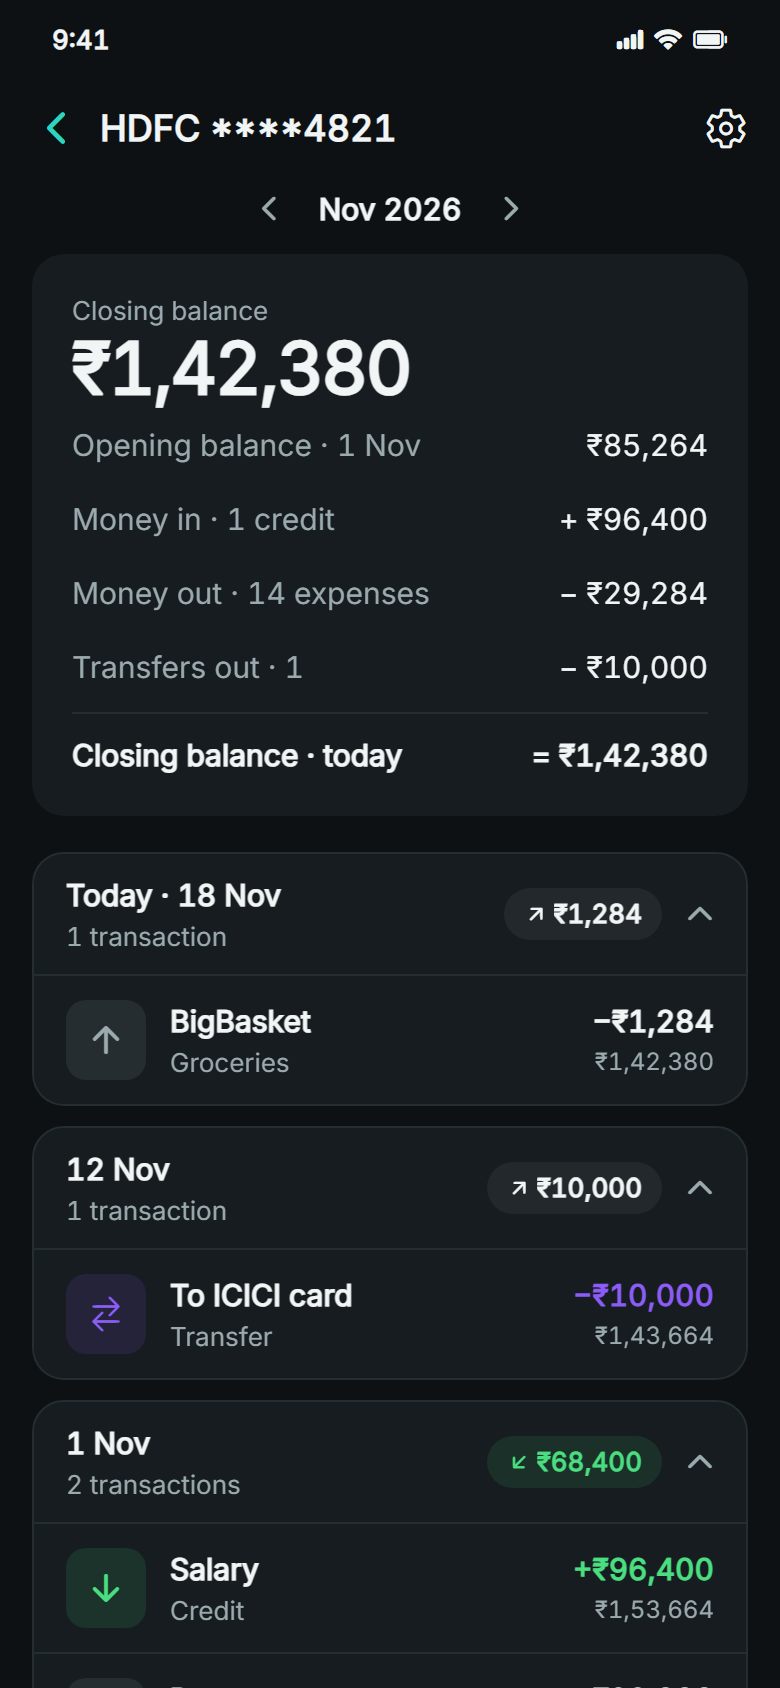 9:41
HDFC ****4821
Nov 2026
Closing balance
₹1,42,380
Opening balance · 1 Nov ₹85,264
Money in · 1 credit + ₹96,400
Money out · 14 expenses − ₹29,284
Transfers out · 1 − ₹10,000
Closing balance · today = ₹1,42,380
Today · 18 Nov
1 transaction
₹1,284
BigBasket −₹1,284
Groceries ₹1,42,380
12 Nov
1 transaction
₹10,000
To ICICI card −₹10,000
Transfer ₹1,43,664
1 Nov
2 transactions
₹68,400
Salary +₹96,400
Credit ₹1,53,664